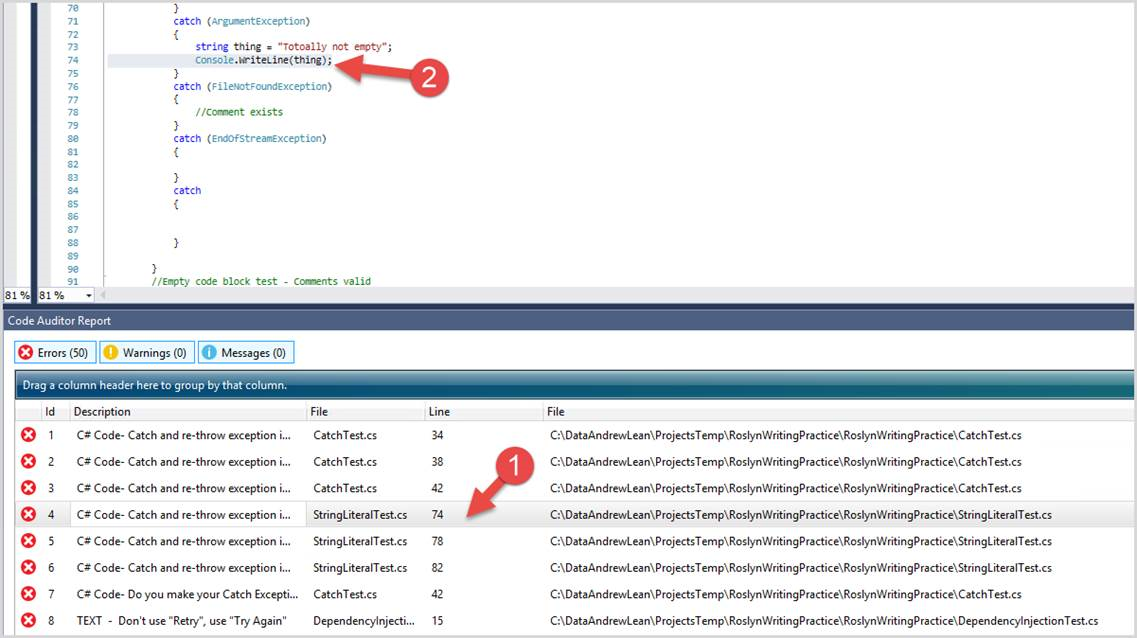 70 }
71 catch (ArgumentException)
72 {
73 string thing = "Totoally not empty";
74 Console.WriteLine(thing);
75 }
76 catch (FileNotFoundException)
77 {
78 //Comment exists
79 }
80 catch (EndOfStreamException)
81 {
82
83 }
84 catch
85 {
86
87
88 }
89
90 }
91 //Empty code block test - Comments valid
2
81 % 81 %
Code Auditor Report
Errors (50) Warnings (0) Messages (0)
Drag a column header here to group by that column.
Id Description File Line File
1 C# Code- Catch and re-throw exception i... CatchTest.cs 34 C:\DataAndrewLean\ProjectsTemp\RoslynWritingPractice\RoslynWritingPractice\CatchTest.cs
2 C# Code- Catch and re-throw exception i... CatchTest.cs 38 C:\DataAndrewLean\ProjectsTemp\RoslynWritingPractice\RoslynWritingPractice\CatchTest.cs
1
3 C# Code- Catch and re-throw exception i... CatchTest.cs 42 C:\DataAndrewLean\ProjectsTemp\RoslynWritingPractice\RoslynWritingPractice\CatchTest.cs
4 C# Code- Catch and re-throw exception i... StringLiteralTest.cs 74 C:\DataAndrewLean\ProjectsTemp\RoslynWritingPractice\RoslynWritingPractice\StringLiteralTest.cs
5 C# Code- Catch and re-throw exception i... StringLiteralTest.cs 78 C:\DataAndrewLean\ProjectsTemp\RoslynWritingPractice\RoslynWritingPractice\StringLiteralTest.cs
6 C# Code- Catch and re-throw exception i... StringLiteralTest.cs 82 C:\DataAndrewLean\ProjectsTemp\RoslynWritingPractice\RoslynWritingPractice\StringLiteralTest.cs
7 C# Code- Do you make your Catch Excepti... CatchTest.cs 42 C:\DataAndrewLean\ProjectsTemp\RoslynWritingPractice\RoslynWritingPractice\CatchTest.cs
8 TEXT - Don't use "Retry", use "Try Again" DependencyInjecti... 15 C:\DataAndrewLean\ProjectsTemp\RoslynWritingPractice\RoslynWritingPractice\DependencyInjectionTest.cs